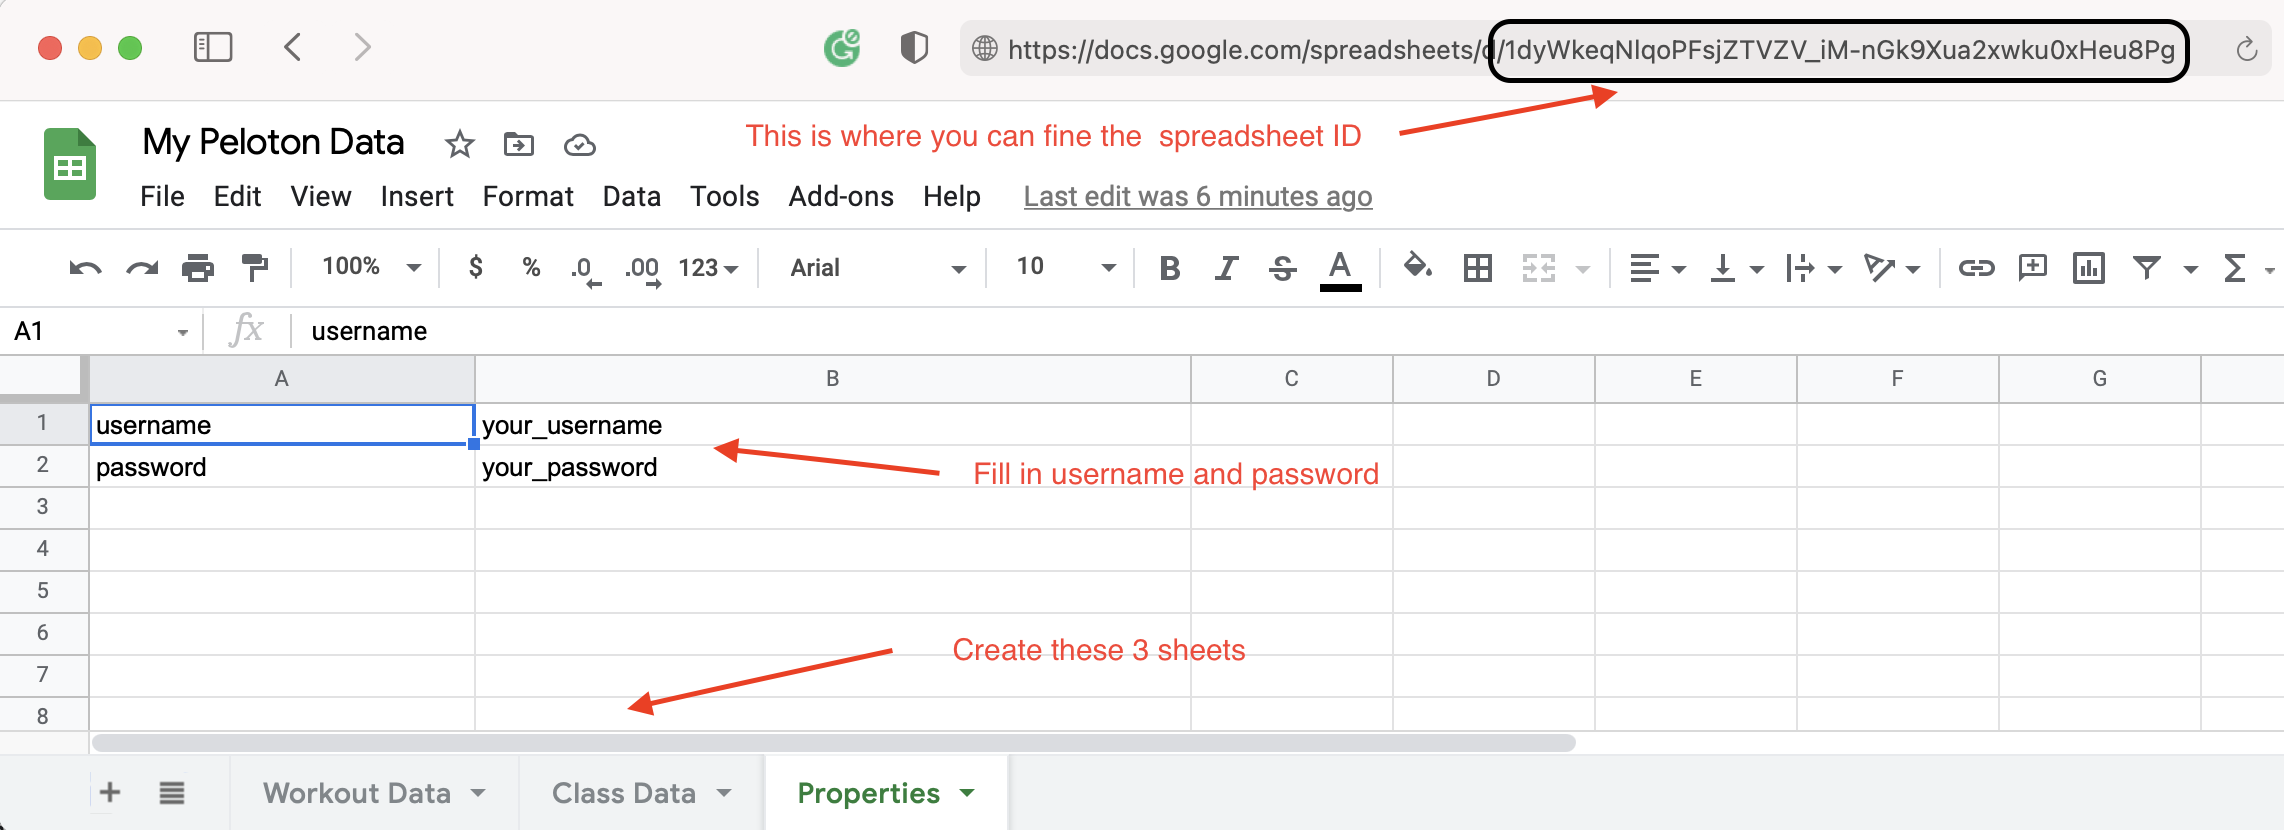 https://docs.google.com/spreadsheets/d/1dyWkeqNlqoPFsjZTVZV_iM-nGk9Xua2xwku0xHeu8Pg
My Peloton Data
This is where you can fine the  spreadsheet ID
File Edit View Insert Format Data Tools Add-ons Help Last edit was 6 minutes ago
100% $ % .0 .00 123 Arial 10 B I S A Σ
A1 fx username
A B C D E F G
1 username your_username
2 password your_password
Fill in username and password
3
4
5
6
Create these 3 sheets
7
8
+ Workout Data Class Data Properties